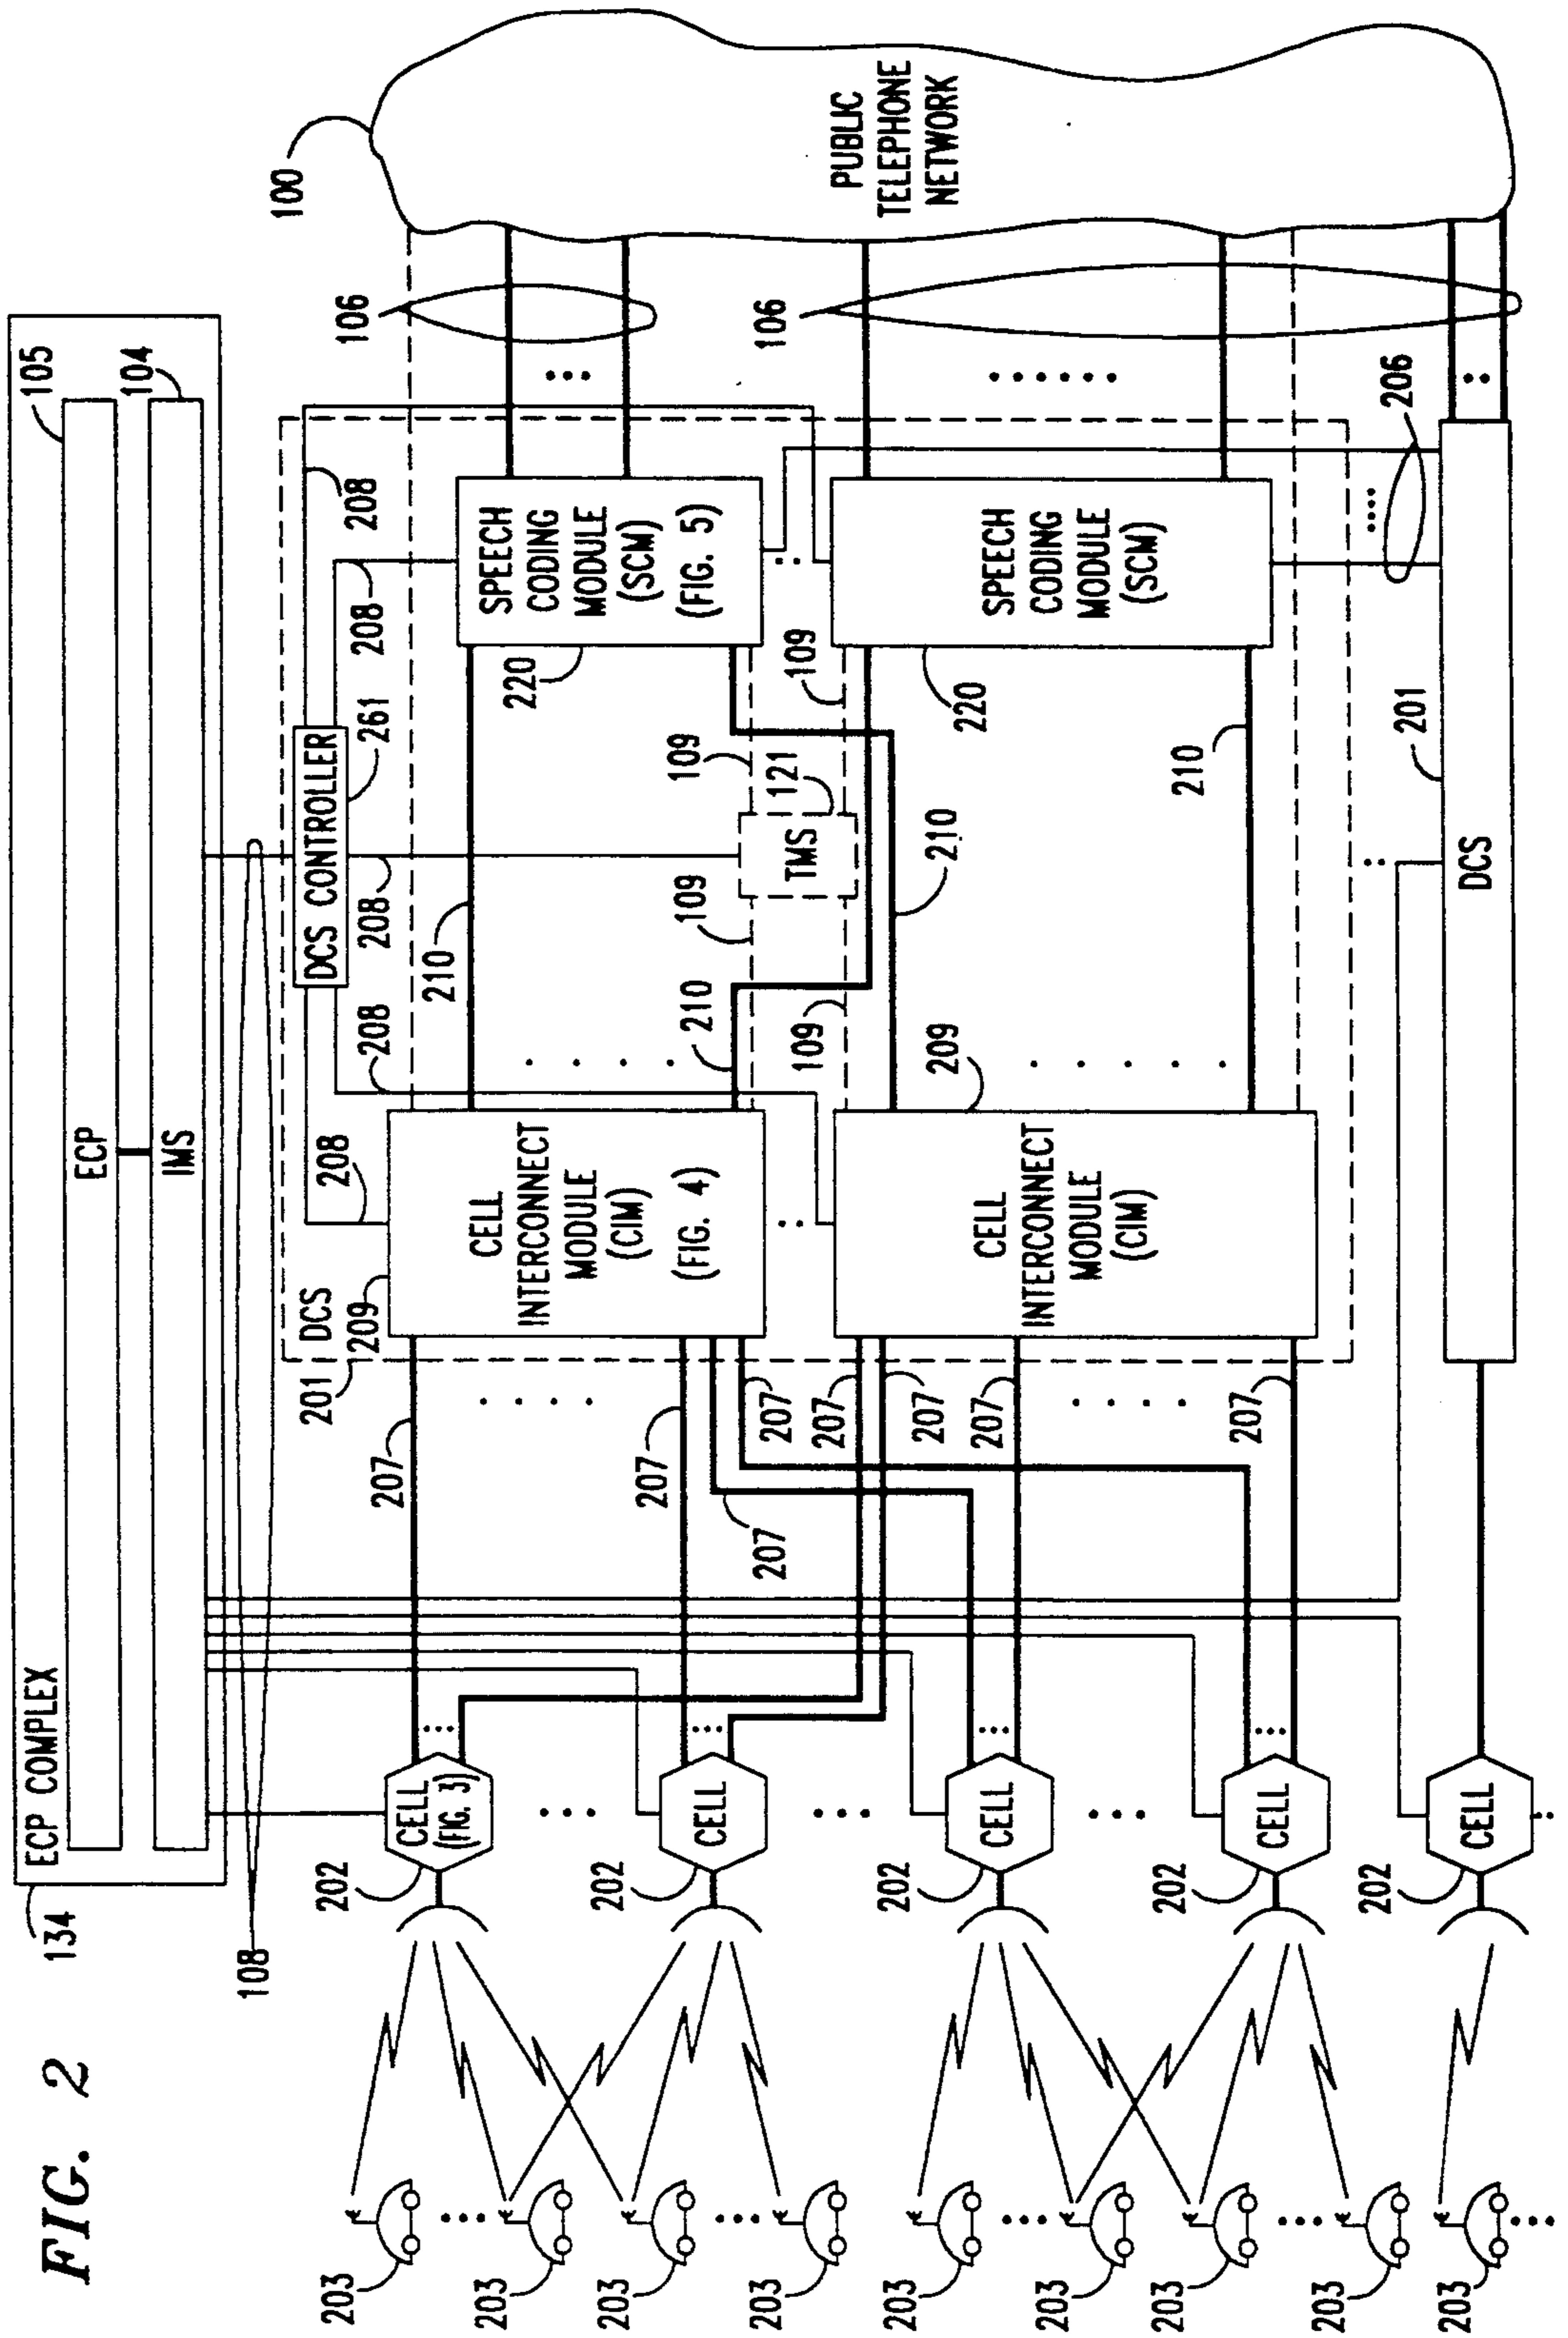 FIG. 2
134
ECP COMPLEX
ECP
105
IMS
104
108
201 DCS
DCS CONTROLLER
261
208
208
208
208
208
100
PUBLIC
TELEPHONE
NETWORK
106
106
206
203
203
203
203
203
203
203
203
203
202
202
202
202
202
CELL
(FIG. 3)
CELL
CELL
CELL
CELL
207
207
207
207
207
207
207
207
209
CELL
INTERCONNECT
MODULE
(CIM)
(FIG. 4)
209
CELL
INTERCONNECT
MODULE
(CIM)
210
210
210
210
109
109
109
109
TMS
121
220
SPEECH
CODING
MODULE
(SCM)
(FIG. 5)
220
SPEECH
CODING
MODULE
(SCM)
DCS
201